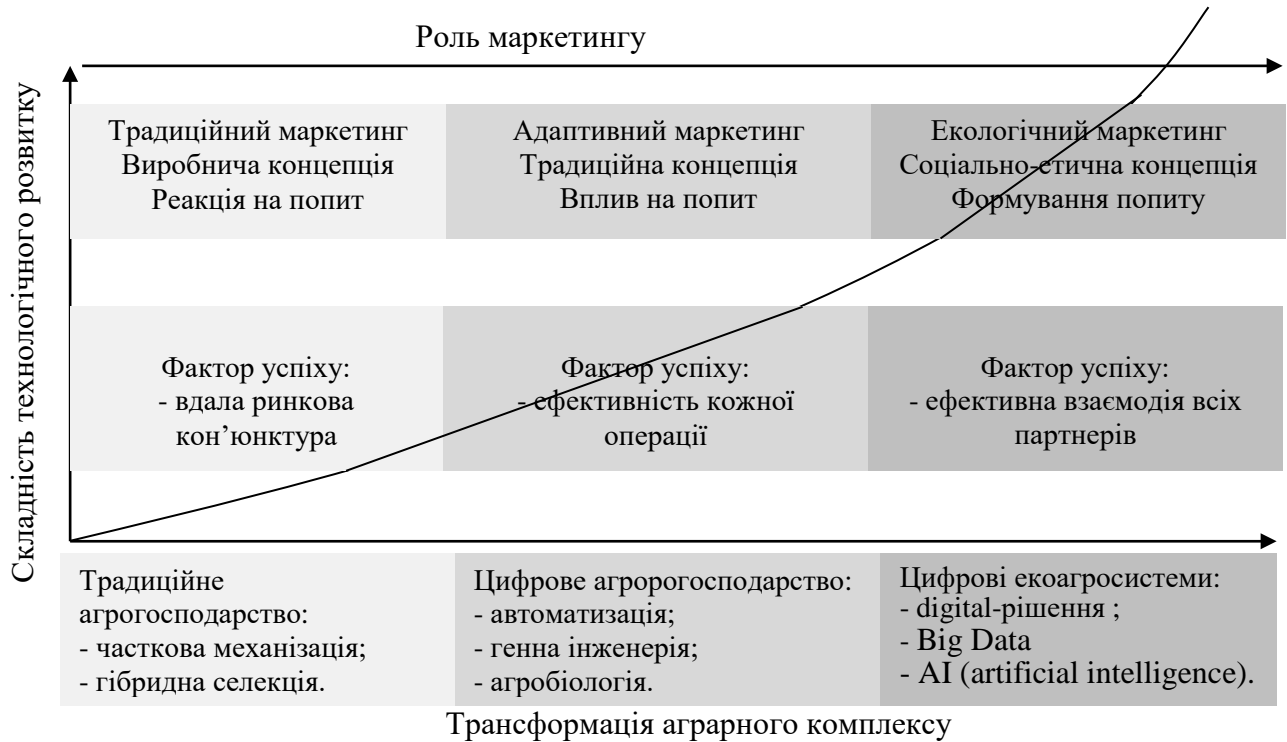 Роль маркетингу
Складність технологічного розвитку
Традиційний маркетинг
Виробнича концепція
Реакція на попит
Адаптивний маркетинг
Традиційна концепція
Вплив на попит
Екологічний маркетинг
Соціально-етична концепція
Формування попиту
Фактор успіху:
- вдала ринкова
кон’юнктура
Фактор успіху:
- ефективність кожної
операції
Фактор успіху:
- ефективна взаємодія всіх
партнерів
Традиційне
агрогосподарство:
- часткова механізація;
- гібридна селекція.
Цифрове агророгосподарство:
- автоматизація;
- генна інженерія;
- агробіологія.
Цифрові екоагросистеми:
- digital-рішення ;
- Big Data
- AI (artificial intelligence).
Трансформація аграрного комплексу